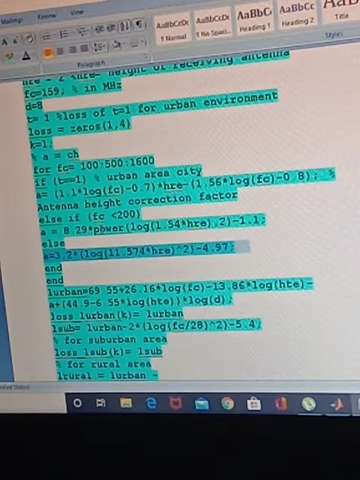 Mailings
Review
View
AaBbCcDc
AaBbCcDc
AaBbC
AaBbCc
¶ Normal
¶ No Spaci...
Heading 1
Heading 2
Title
Paragraph
Styles
hre = 2 %hre= height of receiving antenna
fc=159; % in MHz
d=8
t= 1 %loss of t=1 for urban environment
loss = zeros(1,4)
k=1;
% a = ch
for fc= 100:500:1600
if (t==1) % urban area city
a= (1.1*log(fc)-0.7)*hre-(1.56*log(fc)-0.8); %
Antenna height correction factor
else if (fc <200)
a = 8.29*power(log(1.54*hre),2)-1.1;
else
a=3.2*(log(11.574*hre)^2)-4.97;
end
end
lurban=69.55+26.16*log(fc)-13.86*log(hte)-
a+(44.9-6.55*log(hte))*log(d);
loss_lurban(k)= lurban
lsub= lurban-2*(log(fc/28)^2)-5.4;
% for suburban area
loss_lsub(k)= lsub
% for rural area
lrural = lurban -